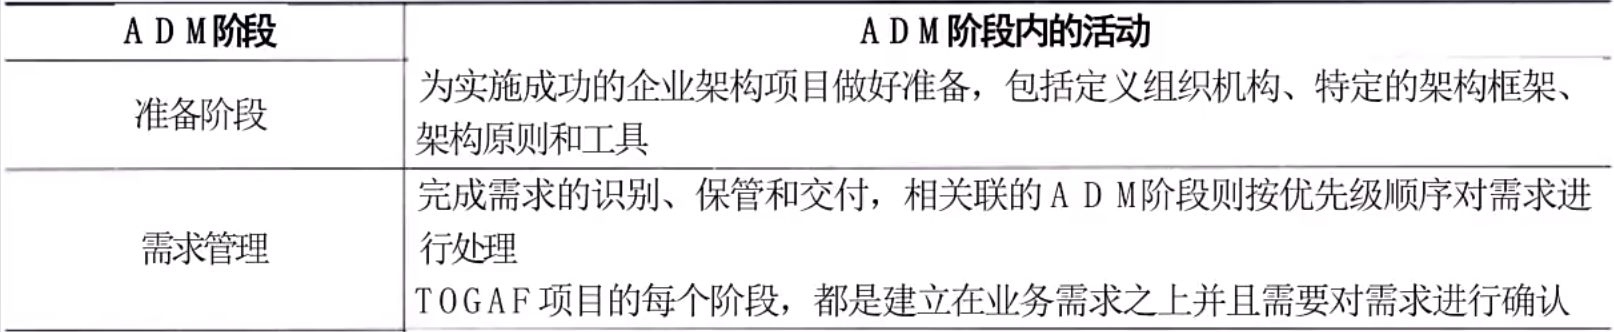 ADM阶段
ADM阶段内的活动
准备阶段
为实施成功的企业架构项目做好准备，包括定义组织机构、特定的架构框架、
架构原则和工具
需求管理
完成需求的识别、保管和交付，相关联的ADM阶段则按优先级顺序对需求进
行处理
TOGAF项目的每个阶段，都是建立在业务需求之上并且需要对需求进行确认